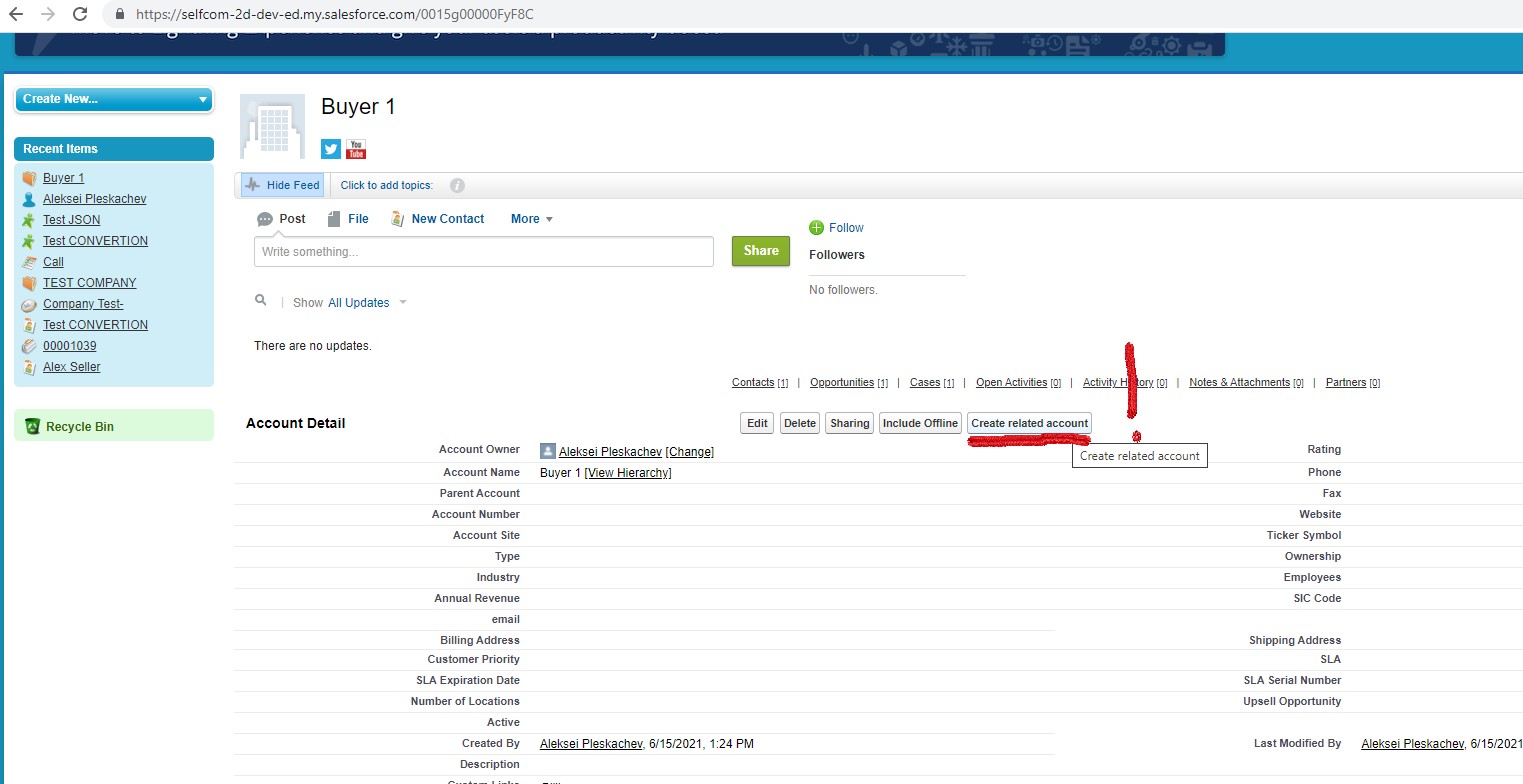 https://selfcom-2d-dev-ed.my.salesforce.com/0015g00000FyF8C
Create New...
Buyer 1
You
Tube
Recent Items
Buyer 1
Aleksei Pleskachev
Test JSON
Test CONVERTION
Call
TEST COMPANY
Company Test-
Test CONVERTION
00001039
Alex Seller
Recycle Bin
Hide Feed Click to add topics: i
Post File New Contact More
Write something...
Share
Follow
Followers
No followers.
Show All Updates
There are no updates.
Contacts [1] | Opportunities [1] | Cases [1] | Open Activities [0] | Activity History [0] | Notes & Attachments [0] | Partners [0]
Account Detail Edit Delete Sharing Include Offline Create related account
Create related account
Account Owner Aleksei Pleskachev [Change] Rating
Account Name Buyer 1 [View Hierarchy] Phone
Parent Account Fax
Account Number Website
Account Site Ticker Symbol
Type Ownership
Industry Employees
Annual Revenue SIC Code
email
Billing Address Shipping Address
Customer Priority SLA
SLA Expiration Date SLA Serial Number
Number of Locations Upsell Opportunity
Active
Created By Aleksei Pleskachev, 6/15/2021, 1:24 PM Last Modified By Aleksei Pleskachev, 6/15/2021
Description
Custom Links